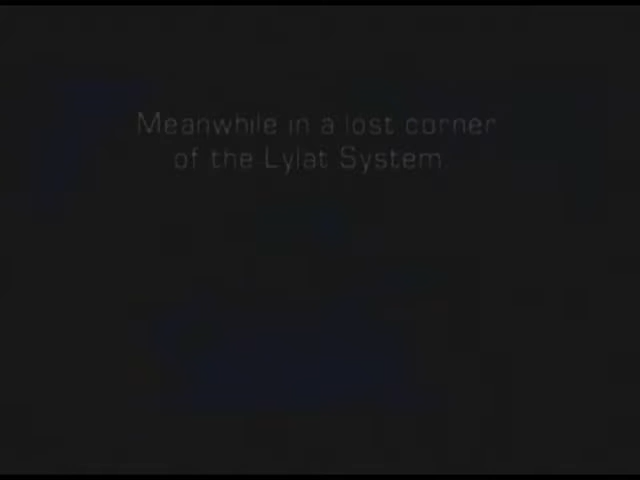 Meanwhile in a lost corner
of the Lylat System